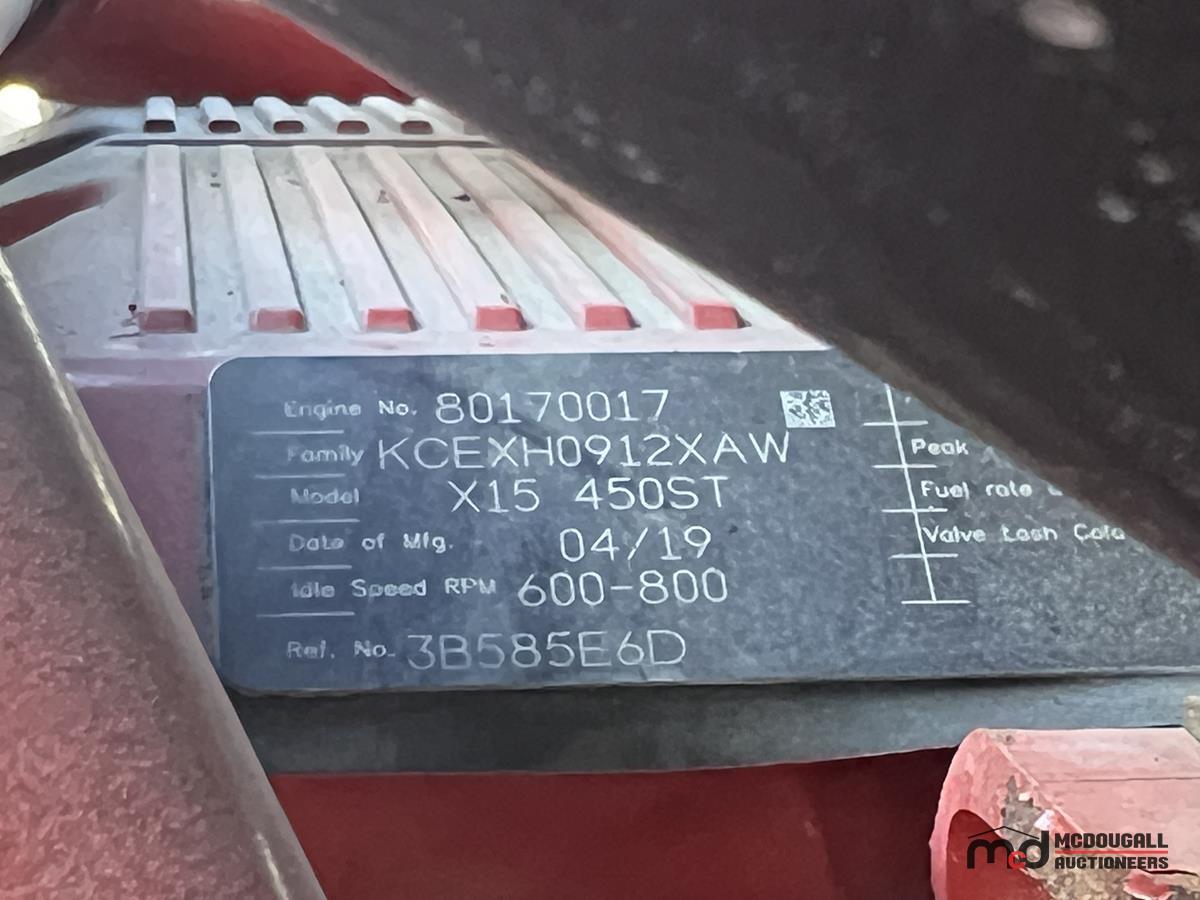 Engine No. 80170017
Family KCEXH0912XAW
Model X15 450ST
Date of Mfg. 04/19
Idle Speed RPM 600-800
Ref. No. 3B585E6D
Peak
Fuel rate
Valve Lash Cold
mcd MCDOUGALL
AUCTIONEERS